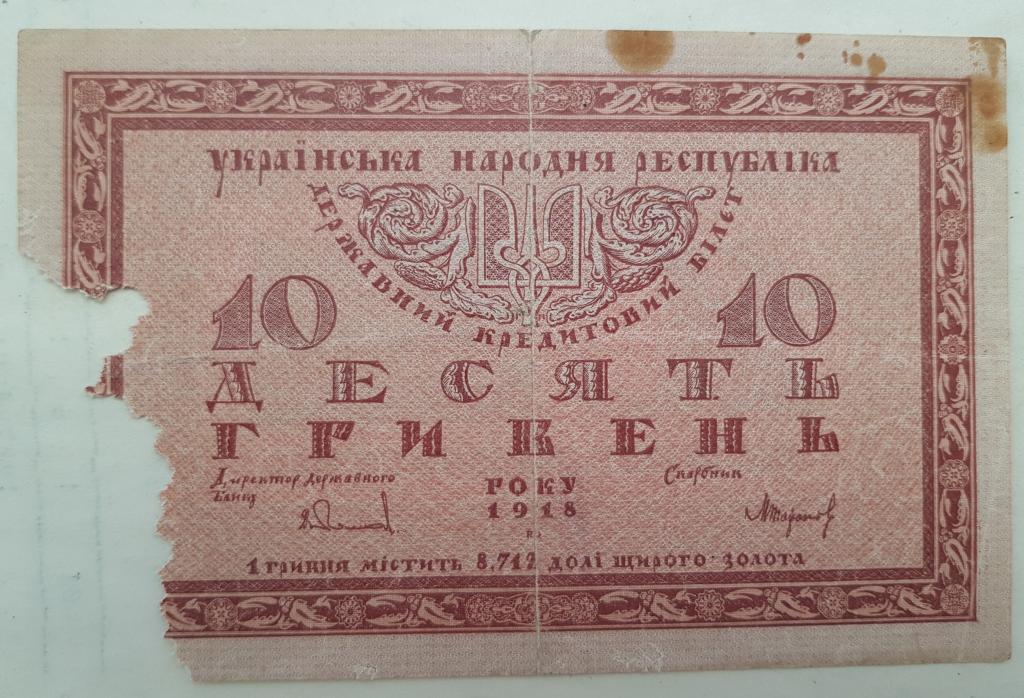 УКРАЇНСЬКА НАРОДНЯ РЕСПУБЛІКА
ДЕРЖАВНИЙ КРЕДИТОВИЙ БІЛЄТ
10 10
ДЕСЯТЬ
ГРИВЕНЬ
Директор Державного
Банку
Скарбник
РОКУ
1918
1 ГРИВНЯ МІСТИТЬ 8,712 ДОЛІ ЩИРОГО ЗОЛОТА